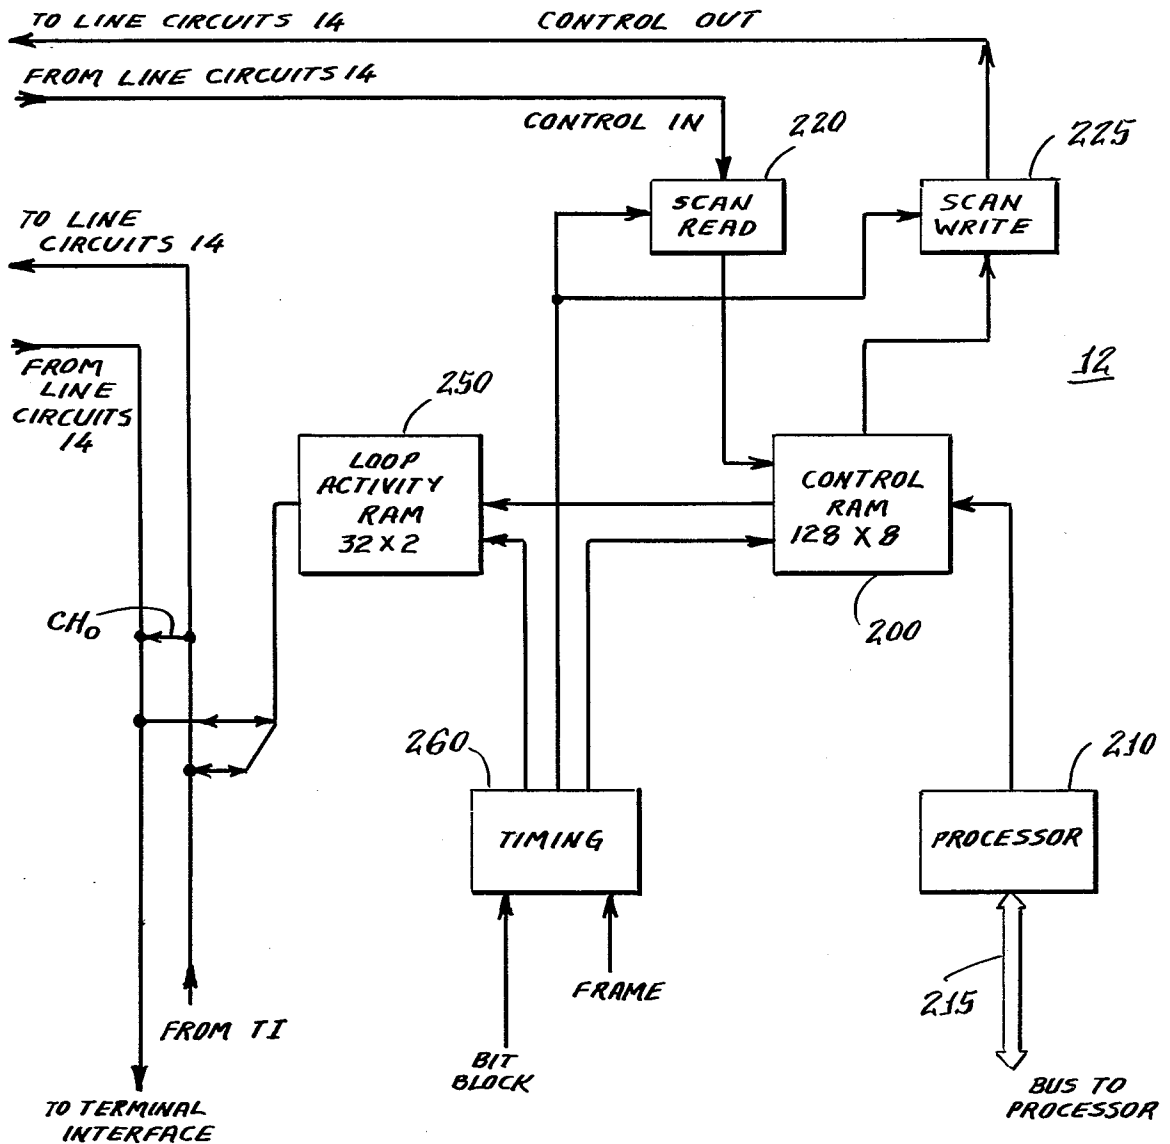 TO LINE CIRCUITS 14
CONTROL OUT
FROM LINE CIRCUITS 14
CONTROL IN
220
225
SCAN
READ
SCAN
WRITE
TO LINE
CIRCUITS 14
12
FROM
LINE
CIRCUITS
14
250
LOOP
ACTIVITY
RAM
32 X 2
CONTROL
RAM
128 X 8
200
CH0
260
210
TIMING
PROCESSOR
215
FRAME
FROM TI
BIT
BLOCK
BUS TO
PROCESSOR
TO TERMINAL
INTERFACE